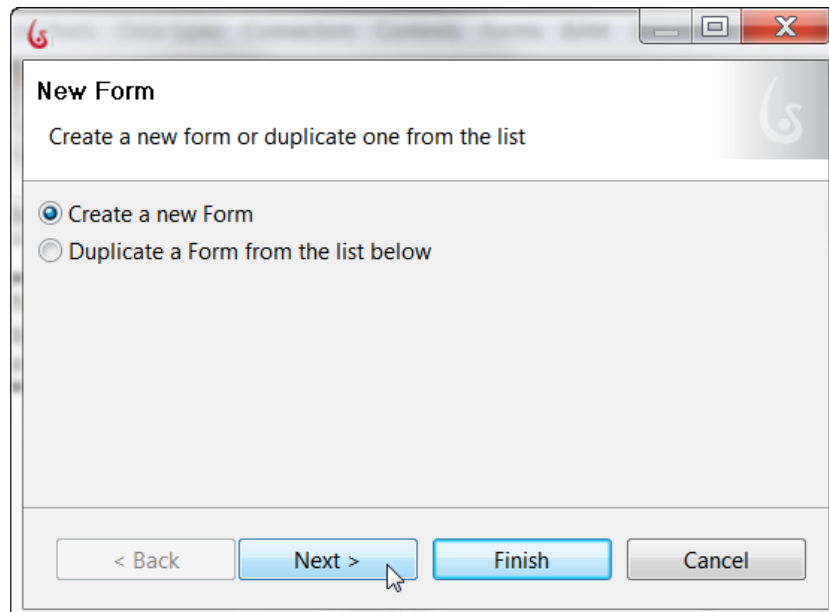 New Form
Create a new form or duplicate one from the list
Create a new Form
Duplicate a Form from the list below
< Back
Next >
Finish
Cancel